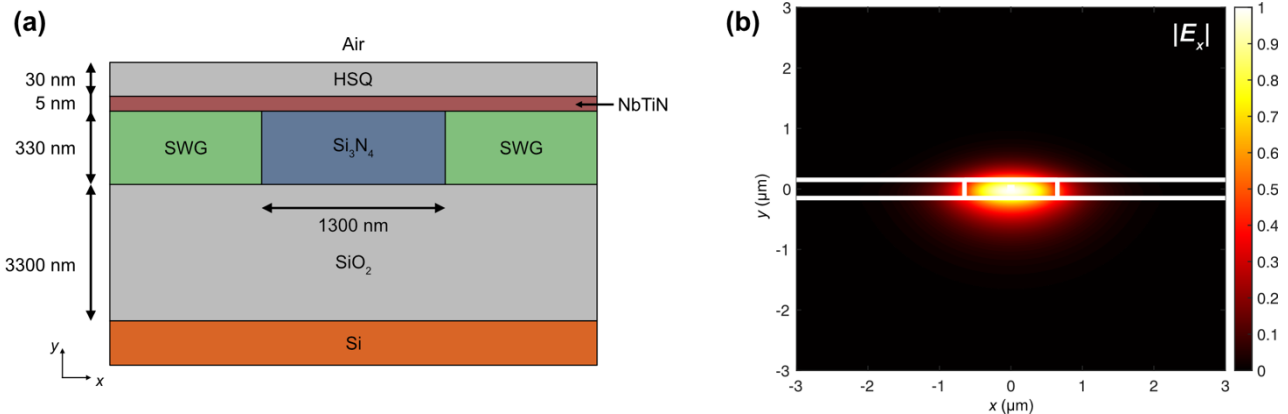 (a)
Air
30 nm
HSQ
5 nm
NbTiN
330 nm
SWG
Si₃N₄
SWG
1300 nm
3300 nm
SiO₂
Si
y
x
(b)
|Eₓ|
3
2
1
0
-1
-2
-3
y (μm)
-3
-2
-1
0
1
2
3
x (μm)
1
0.9
0.8
0.7
0.6
0.5
0.4
0.3
0.2
0.1
0